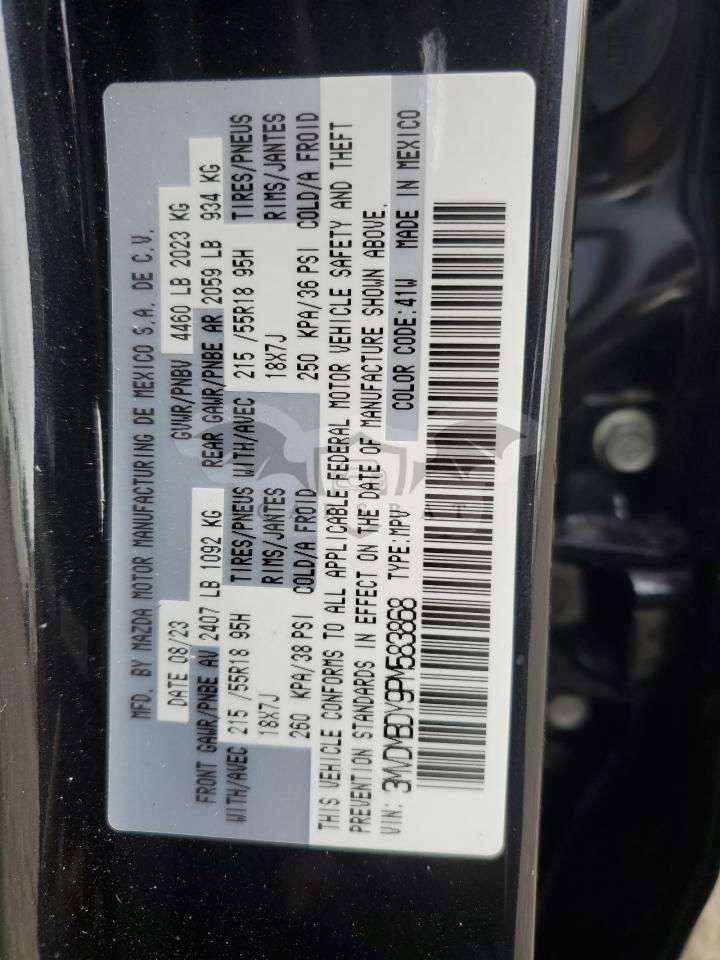 MFD. BY MAZDA MOTOR MANUFACTURING DE MEXICO S.A. DE C.V.
DATE 08/23 GVWR/PNBV 4460 LB 2023 KG
FRONT GAWR/PNBE AV 2407 LB 1092 KG REAR GAWR/PNBE AR 2059 LB 934 KG
WITH/AVEC 215 /55R18 95H TIRES/PNEUS WITH/AVEC 215 /55R18 95H TIRES/PNEUS
18X7J RIMS/JANTES 18X7J RIMS/JANTES
260 KPA/38 PSI COLD/A FROID 250 KPA/36 PSI COLD/A FROID
THIS VEHICLE CONFORMS TO ALL APPLICABLE FEDERAL MOTOR VEHICLE SAFETY AND THEFT
PREVENTION STANDARDS IN EFFECT ON THE DATE OF MANUFACTURE SHOWN ABOVE.
VIN: 3MVDMBDY9PM583868 TYPE:MPV COLOR CODE:41W MADE IN MEXICO